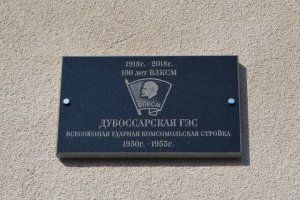 1918г. - 2018г.
100 лет ВЛКСМ
ВЛКСМ
ДУБОССАРСКАЯ ГЭС
ВСЕСОЮЗНАЯ УДАРНАЯ КОМСОМОЛЬСКАЯ СТРОЙКА
1950г. - 1955г.